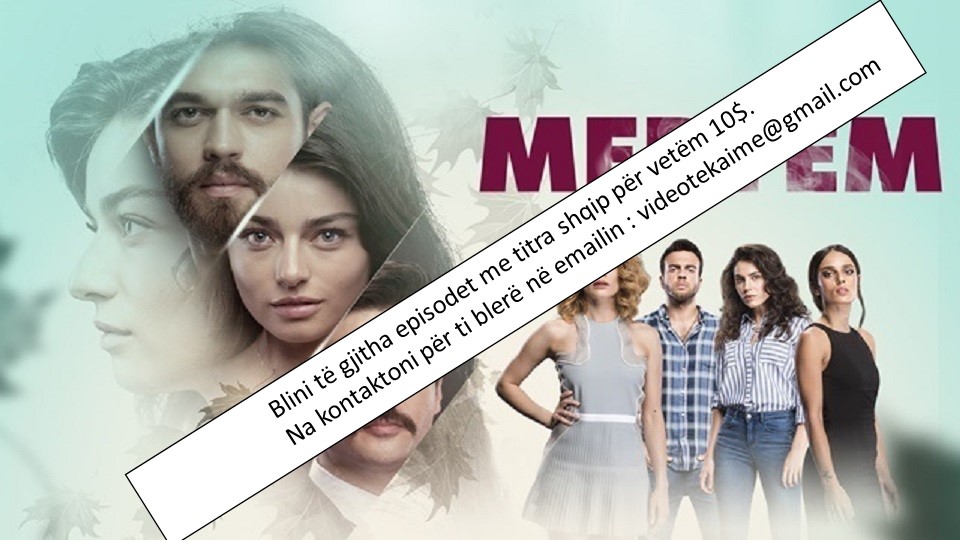 Blini të gjitha episodet me titra shqip për vetëm 10$.
Na kontaktoni për ti blerë në emailin : videotekaime@gmail.com